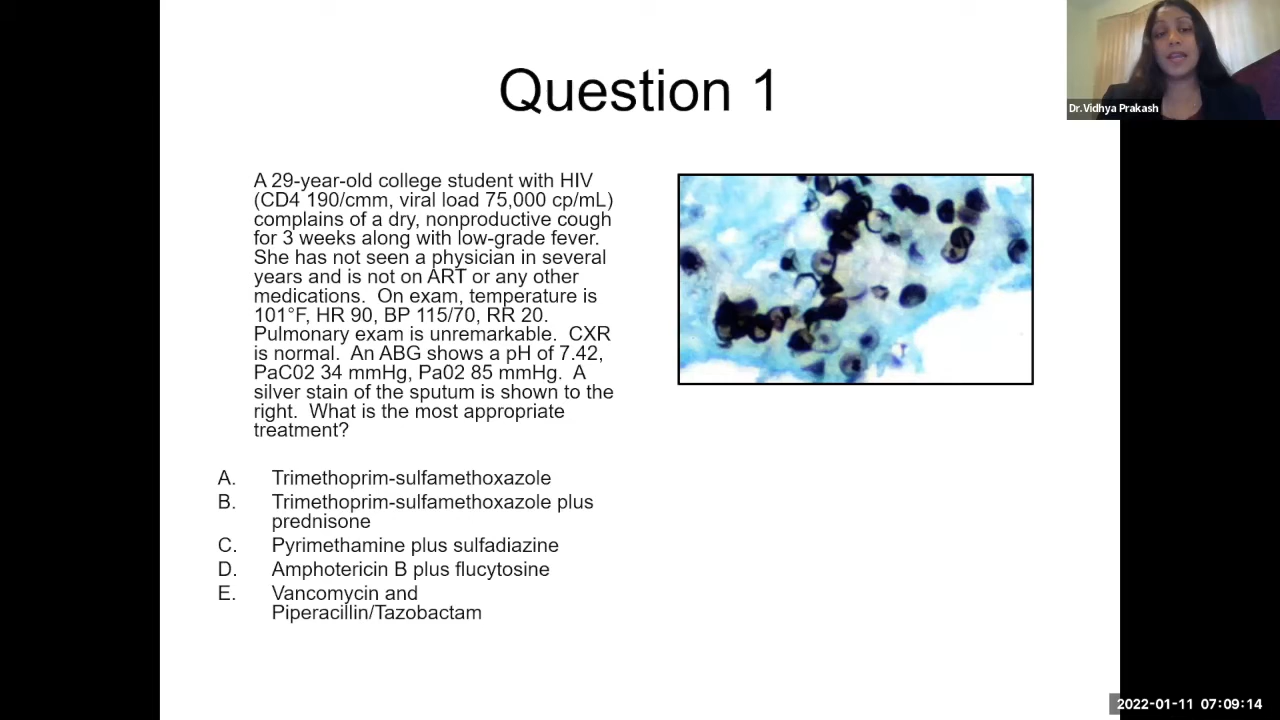 Question 1
Dr.Vidhya Prakash
A 29-year-old college student with HIV
(CD4 190/cmm, viral load 75,000 cp/mL)
complains of a dry, nonproductive cough
for 3 weeks along with low-grade fever.
She has not seen a physician in several
years and is not on ART or any other
medications.  On exam, temperature is
101°F, HR 90, BP 115/70, RR 20.
Pulmonary exam is unremarkable.  CXR
is normal.  An ABG shows a pH of 7.42,
PaC02 34 mmHg, Pa02 85 mmHg.  A
silver stain of the sputum is shown to the
right.  What is the most appropriate
treatment?
A. Trimethoprim-sulfamethoxazole
B. Trimethoprim-sulfamethoxazole plus
prednisone
C. Pyrimethamine plus sulfadiazine
D. Amphotericin B plus flucytosine
E. Vancomycin and
Piperacillin/Tazobactam
2022-01-11 07:09:14